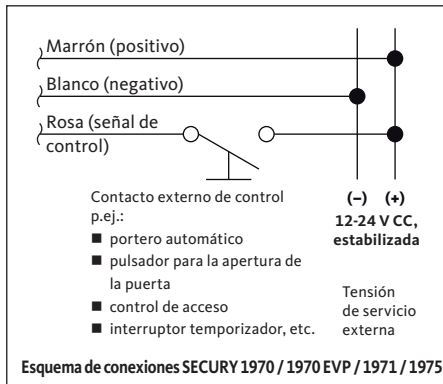 Marrón (positivo)
Blanco (negativo)
Rosa (señal de
control)
Contacto externo de control
p.ej.:
■ portero automático
■ pulsador para la apertura de
la puerta
■ control de acceso
■ interruptor temporizador, etc.
(–) (+)
12-24 V CC,
estabilizada
Tensión
de servicio
externa
Esquema de conexiones SECURY 1970 / 1970 EVP / 1971 / 1975